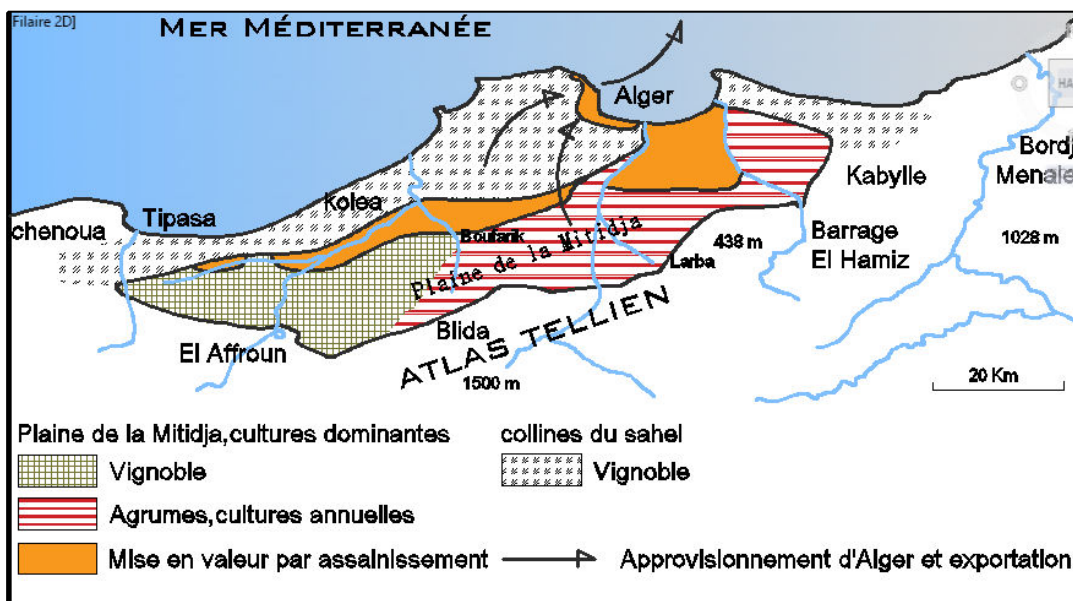 Filaire 2D]
MER MÉDITERRANÉE
Alger
Kabylle
Bordj
chenoua
Tipasa
kolea
Boufarik
Plaine de la Mitidja
438 m
Larba
Barrage
El Hamiz
1028 m
El Affroun
Blida
ATLAS TELLIEN
1500 m
20 Km
Plaine de la Mitidja,cultures dominantes
Vignoble
Agrumes,cultures annuelles
Mise en valeur par assainissement
collines du sahel
Vignoble
Approvisionnement d'Alger et exportation